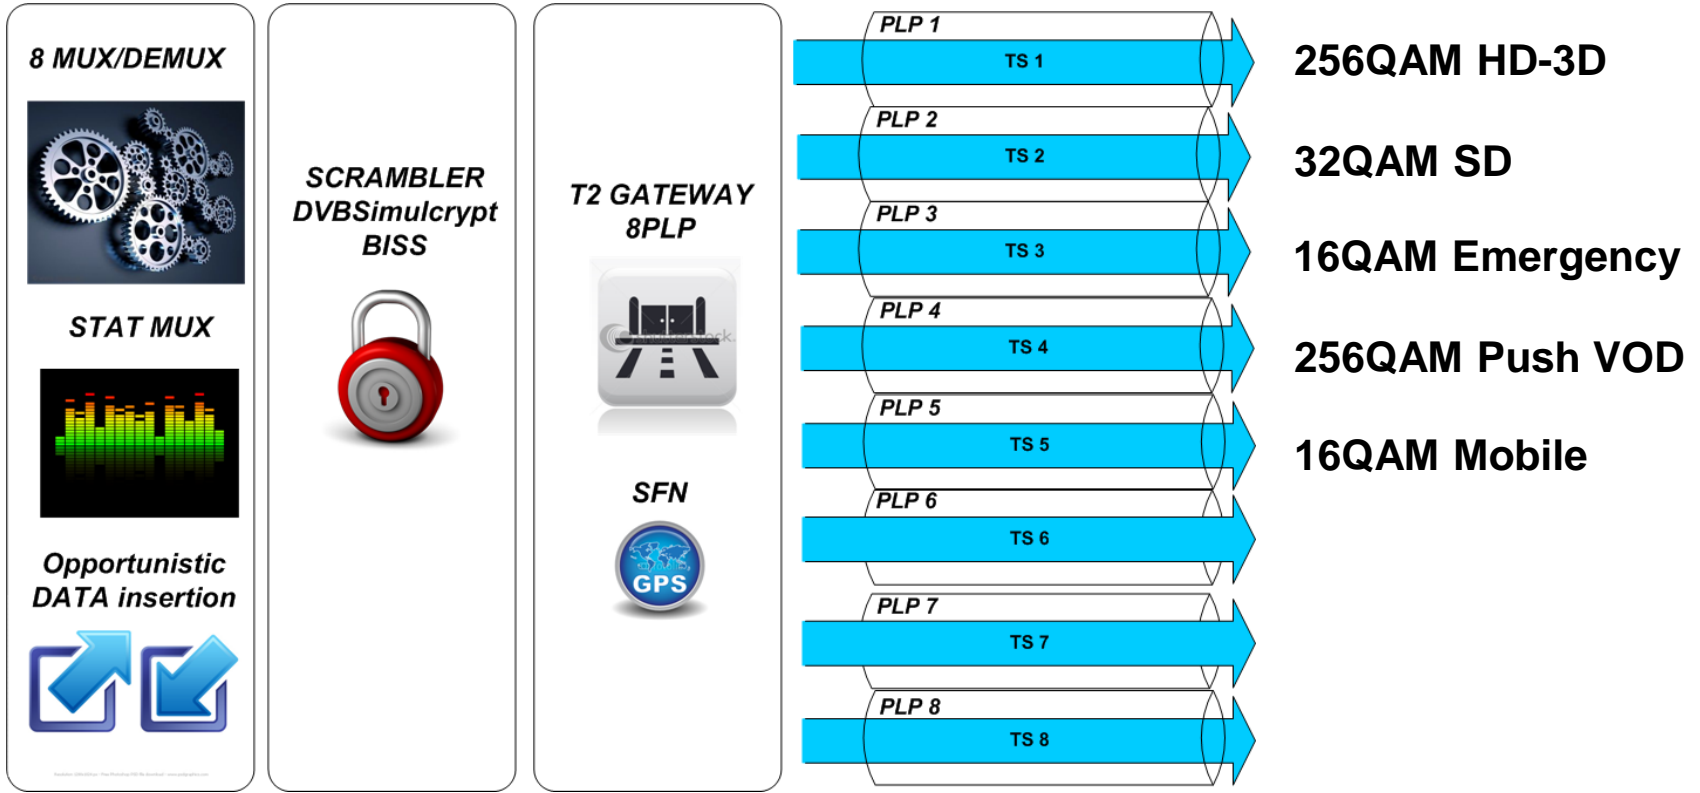 8 MUX/DEMUX
STAT MUX
Opportunistic
DATA insertion
SCRAMBLER
DVBSimulcrypt
BISS
T2 GATEWAY
8PLP
SFN
GPS
PLP 1
TS 1
256QAM HD-3D
PLP 2
TS 2
32QAM SD
PLP 3
TS 3
16QAM Emergency
PLP 4
TS 4
256QAM Push VOD
PLP 5
TS 5
16QAM Mobile
PLP 6
TS 6
PLP 7
TS 7
PLP 8
TS 8